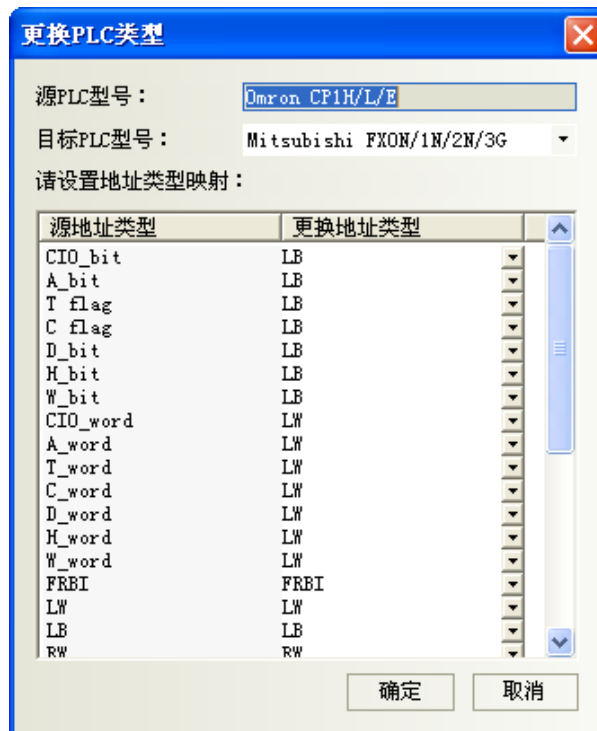 更换PLC类型
源PLC型号： Omron CP1H/L/E
目标PLC型号： Mitsubishi FX0N/1N/2N/3G
请设置地址类型映射：
源地址类型 更换地址类型
CIO_bit LB
A_bit LB
T flag LB
C flag LB
D_bit LB
H_bit LB
W_bit LB
CIO_word LW
A_word LW
T_word LW
C_word LW
D_word LW
H_word LW
W_word LW
FRBI FRBI
LW LW
LB LB
RW RW
确定 取消